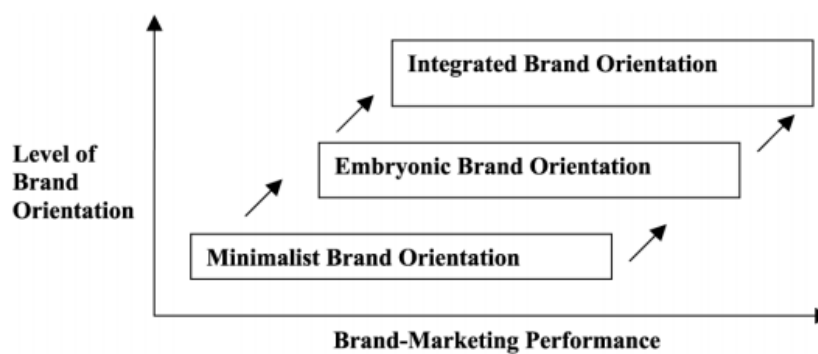 Integrated Brand Orientation
Level of
Brand
Orientation
Embryonic Brand Orientation
Minimalist Brand Orientation
Brand-Marketing Performance